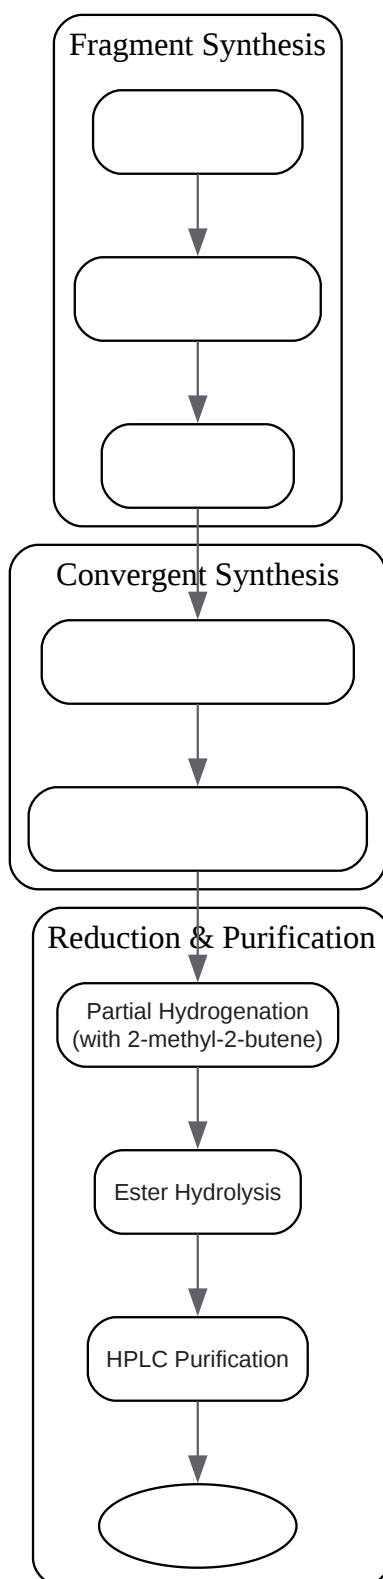 Fragment Synthesis
Convergent Synthesis
Reduction & Purification
Partial Hydrogenation
(with 2-methyl-2-butene)
Ester Hydrolysis
HPLC Purification